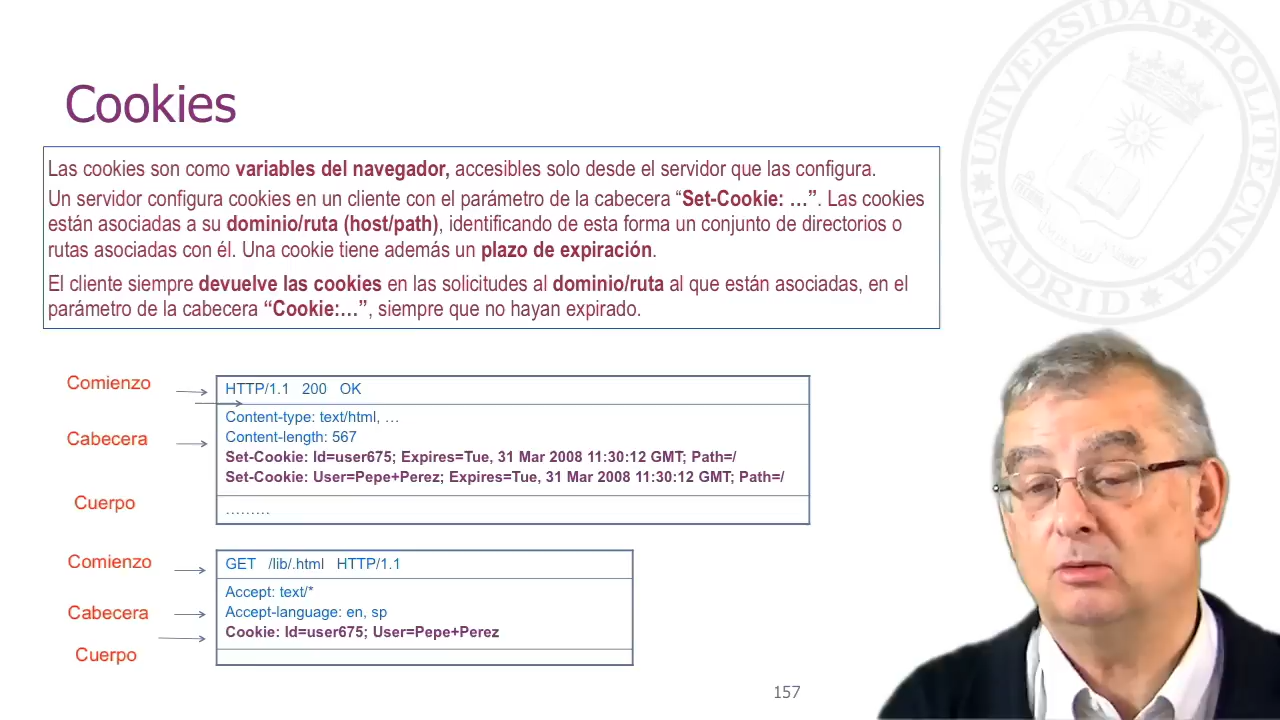 UNIVERSIDAD POLITÉCNICA
MADRID
Cookies
Las cookies son como variables del navegador, accesibles solo desde el servidor que las configura.
Un servidor configura cookies en un cliente con el parámetro de la cabecera “Set-Cookie: …”. Las cookies
están asociadas a su dominio/ruta (host/path), identificando de esta forma un conjunto de directorios o
rutas asociadas con él. Una cookie tiene además un plazo de expiración.
El cliente siempre devuelve las cookies en las solicitudes al dominio/ruta al que están asociadas, en el
parámetro de la cabecera “Cookie:…”, siempre que no hayan expirado.
Comienzo
HTTP/1.1 200 OK
Cabecera
Content-type: text/html, …
Content-length: 567
Set-Cookie: Id=user675; Expires=Tue, 31 Mar 2008 11:30:12 GMT; Path=/
Set-Cookie: User=Pepe+Perez; Expires=Tue, 31 Mar 2008 11:30:12 GMT; Path=/
Cuerpo
………
Comienzo
GET /lib/.html HTTP/1.1
Cabecera
Accept: text/*
Accept-language: en, sp
Cookie: Id=user675; User=Pepe+Perez
Cuerpo
157